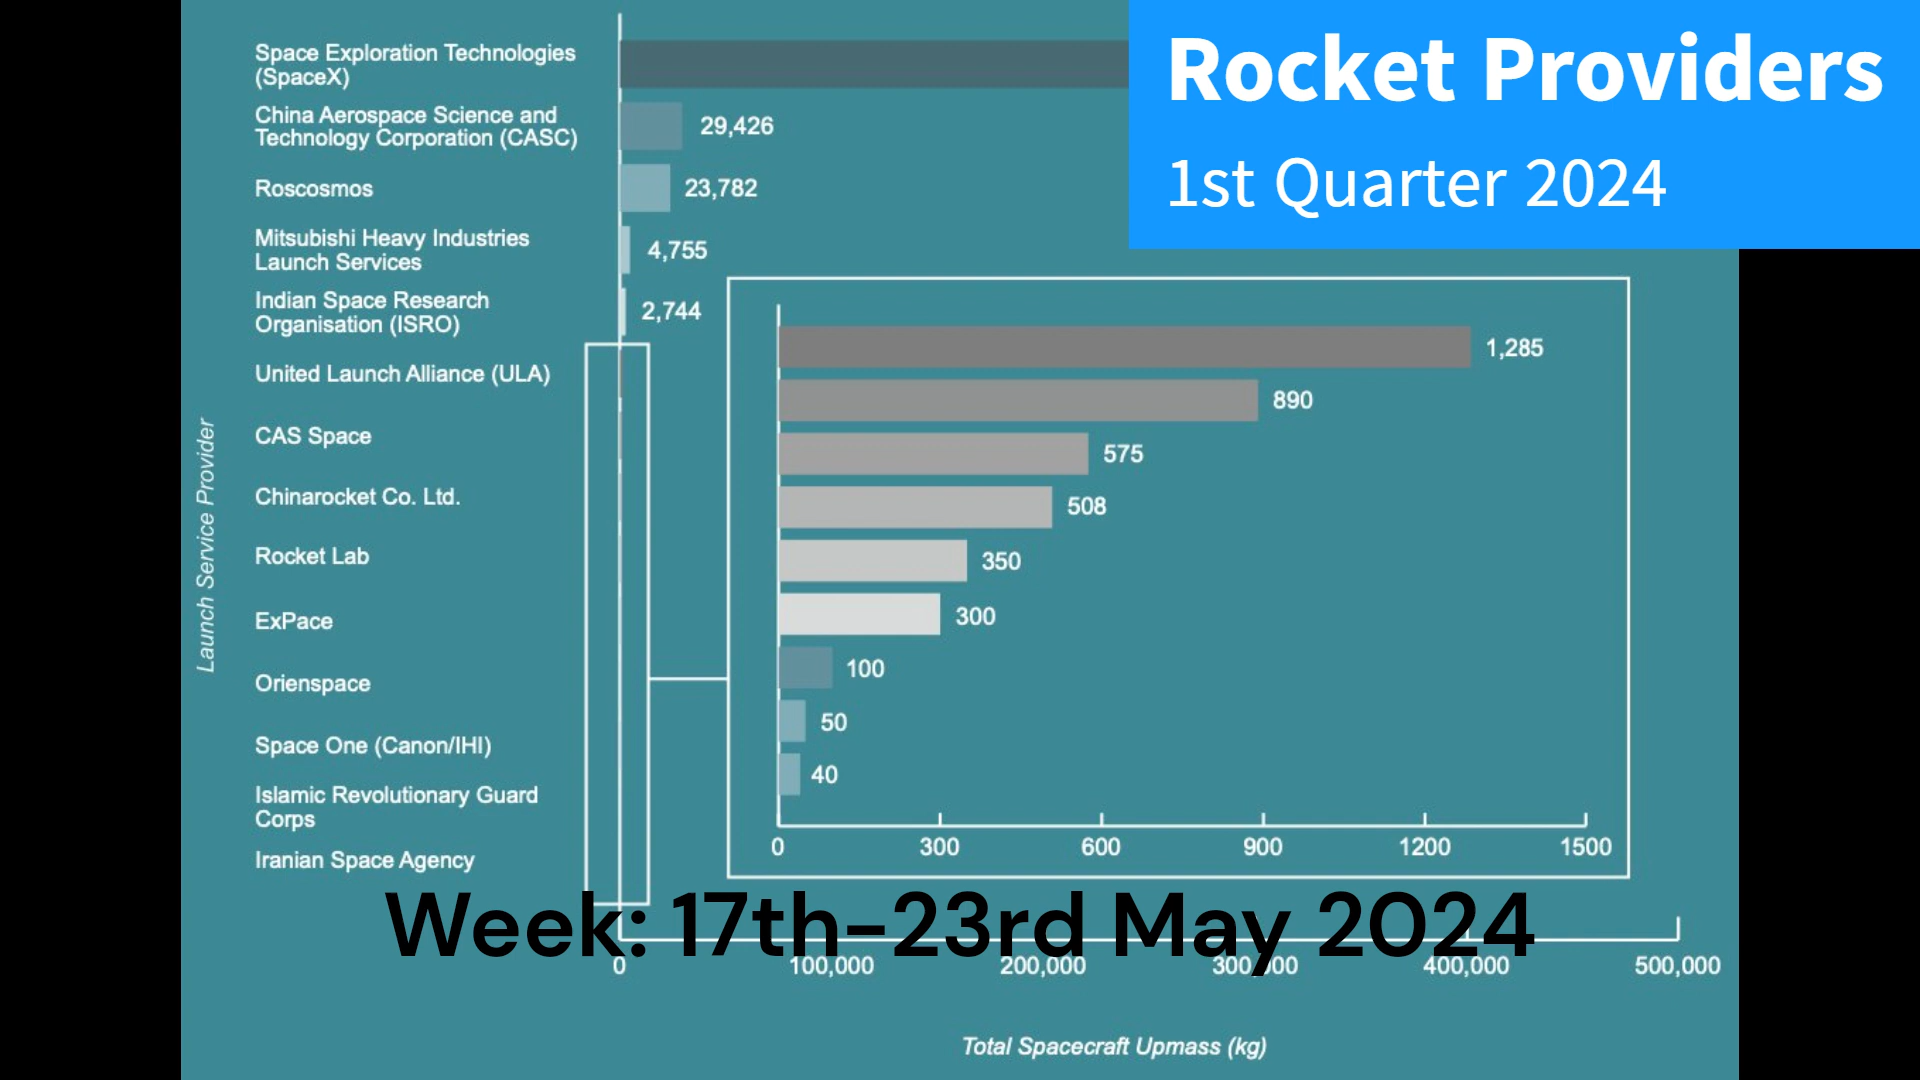 Rocket Providers
1st Quarter 2024
Space Exploration Technologies
(SpaceX)
China Aerospace Science and
Technology Corporation (CASC)
29,426
Roscosmos
23,782
Mitsubishi Heavy Industries
Launch Services
4,755
Indian Space Research
Organisation (ISRO)
2,744
United Launch Alliance (ULA)
CAS Space
Chinarocket Co. Ltd.
Rocket Lab
ExPace
Orienspace
Space One (Canon/IHI)
Islamic Revolutionary Guard
Corps
Iranian Space Agency
Launch Service Provider
1,285
890
575
508
350
300
100
50
40
0 300 600 900 1200 1500
Week: 17th-23rd May 2024
0 100,000 200,000 300,000 400,000 500,000
Total Spacecraft Upmass (kg)